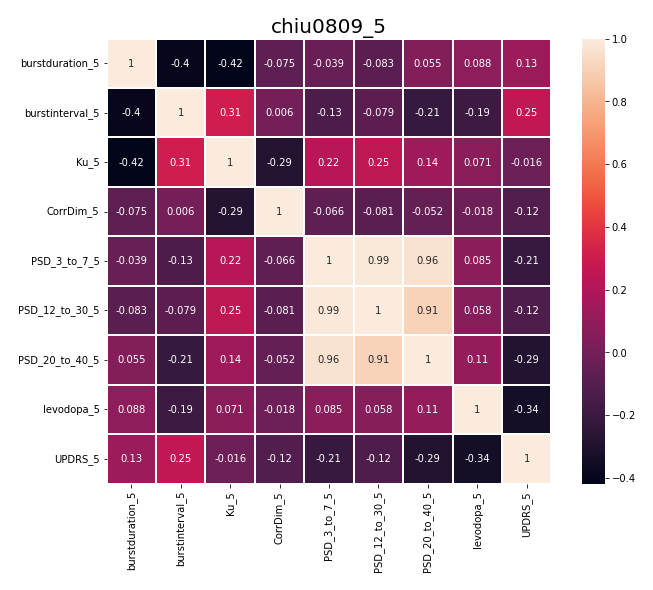 chiu0809_5
burstduration_5 1 -0.4 -0.42 -0.075 -0.039 -0.083 0.055 0.088 0.13
burstinterval_5 -0.4 1 0.31 0.006 -0.13 -0.079 -0.21 -0.19 0.25
Ku_5 -0.42 0.31 1 -0.29 0.22 0.25 0.14 0.071 -0.016
CorrDim_5 -0.075 0.006 -0.29 1 -0.066 -0.081 -0.052 -0.018 -0.12
PSD_3_to_7_5 -0.039 -0.13 0.22 -0.066 1 0.99 0.96 0.085 -0.21
PSD_12_to_30_5 -0.083 -0.079 0.25 -0.081 0.99 1 0.91 0.058 -0.12
PSD_20_to_40_5 0.055 -0.21 0.14 -0.052 0.96 0.91 1 0.11 -0.29
levodopa_5 0.088 -0.19 0.071 -0.018 0.085 0.058 0.11 1 -0.34
UPDRS_5 0.13 0.25 -0.016 -0.12 -0.21 -0.12 -0.29 -0.34 1
burstduration_5
burstinterval_5
Ku_5
CorrDim_5
PSD_3_to_7_5
PSD_12_to_30_5
PSD_20_to_40_5
levodopa_5
UPDRS_5
1.0
0.8
0.6
0.4
0.2
0.0
−0.2
−0.4